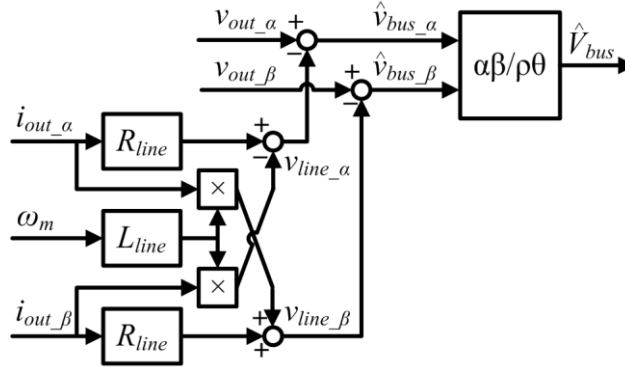 v_out_α
+
−
v̂_bus_α
v_out_β
+
−
v̂_bus_β
αβ/ρθ
V̂_bus
i_out_α
R_line
+
−
v_line_α
×
ω_m
L_line
×
i_out_β
R_line
+
+
v_line_β